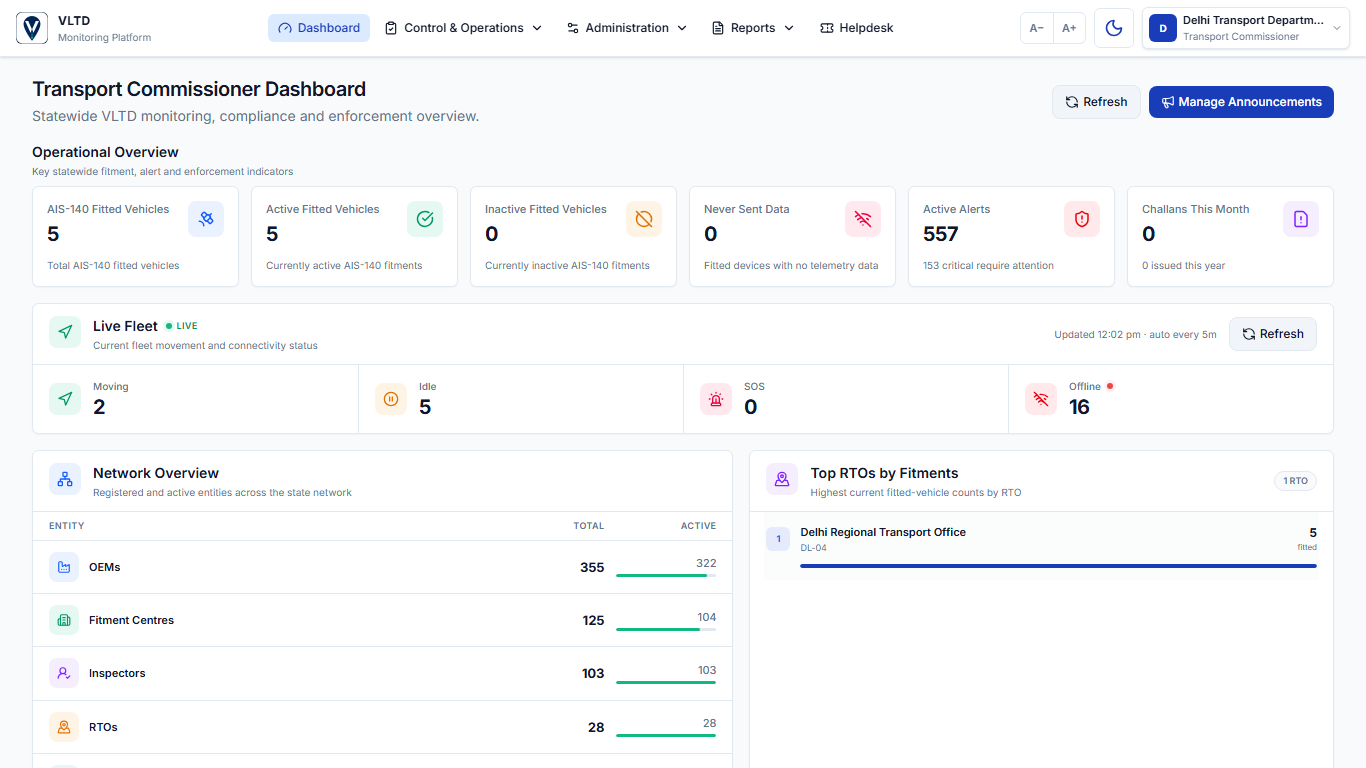 VLTD
Monitoring Platform
Dashboard
Control & Operations
Administration
Reports
Helpdesk
A−
A+
D
Delhi Transport Departm...
Transport Commissioner
Transport Commissioner Dashboard
Statewide VLTD monitoring, compliance and enforcement overview.
Refresh
Manage Announcements
Operational Overview
Key statewide fitment, alert and enforcement indicators
AIS-140 Fitted Vehicles
5
Total AIS-140 fitted vehicles
Active Fitted Vehicles
5
Currently active AIS-140 fitments
Inactive Fitted Vehicles
0
Currently inactive AIS-140 fitments
Never Sent Data
0
Fitted devices with no telemetry data
Active Alerts
557
153 critical require attention
Challans This Month
0
0 issued this year
Live Fleet LIVE
Current fleet movement and connectivity status
Updated 12:02 pm · auto every 5m
Refresh
Moving
2
Idle
5
SOS
0
Offline
16
Network Overview
Registered and active entities across the state network
ENTITY TOTAL ACTIVE
OEMs 355 322
Fitment Centres 125 104
Inspectors 103 103
RTOs 28 28
Top RTOs by Fitments
Highest current fitted-vehicle counts by RTO
1 RTO
1
Delhi Regional Transport Office
DL-04
5
fitted